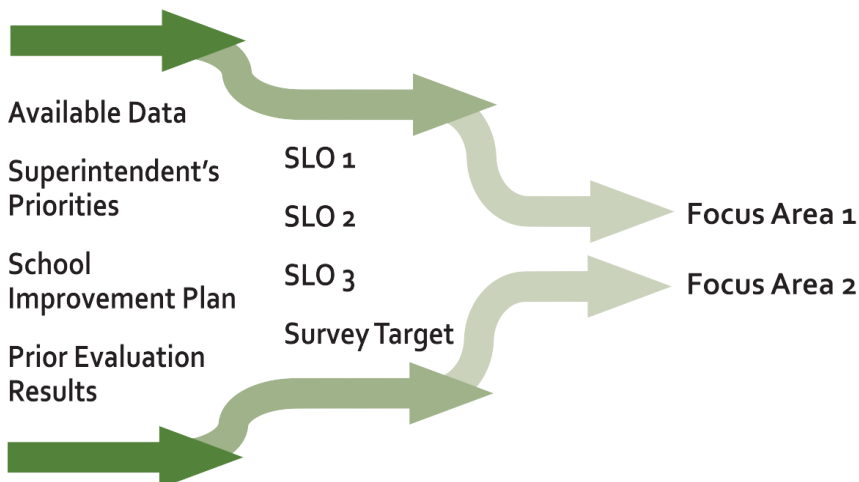 Available Data
Superintendent's
Priorities
School
Improvement Plan
Prior Evaluation
Results
SLO 1
SLO 2
SLO 3
Survey Target
Focus Area 1
Focus Area 2